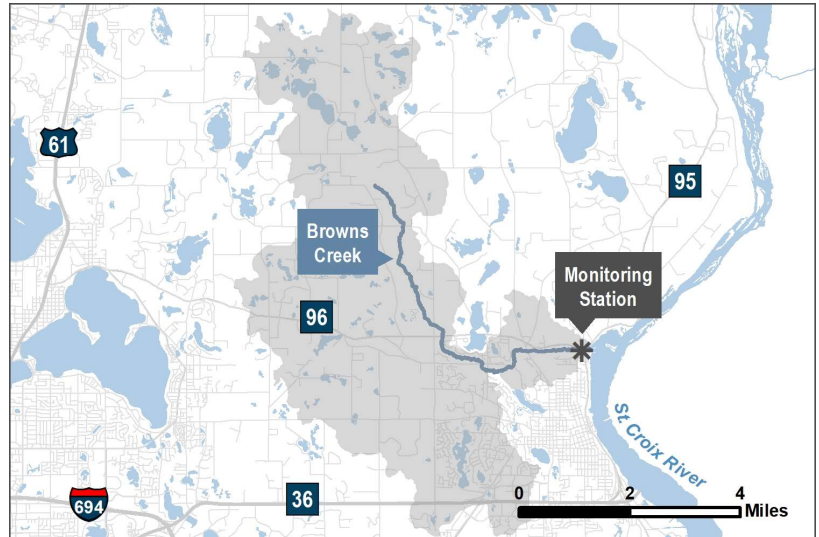 61
95
Browns
Creek
Monitoring
Station
96
St. Croix River
694
36
0
2
4
Miles